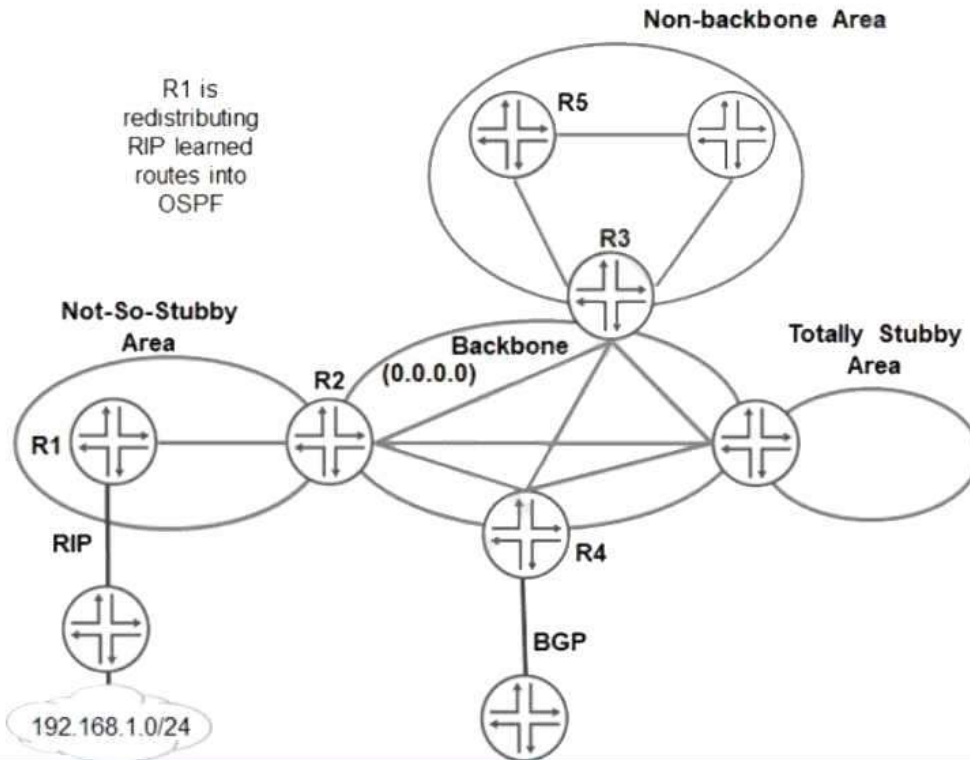 Non-backbone Area
R1 is
redistributing
RIP learned
routes into
OSPF
R5
R3
Not-So-Stubby
Area
Backbone
(0.0.0.0)
Totally Stubby
Area
R2
R1
R4
RIP
BGP
192.168.1.0/24